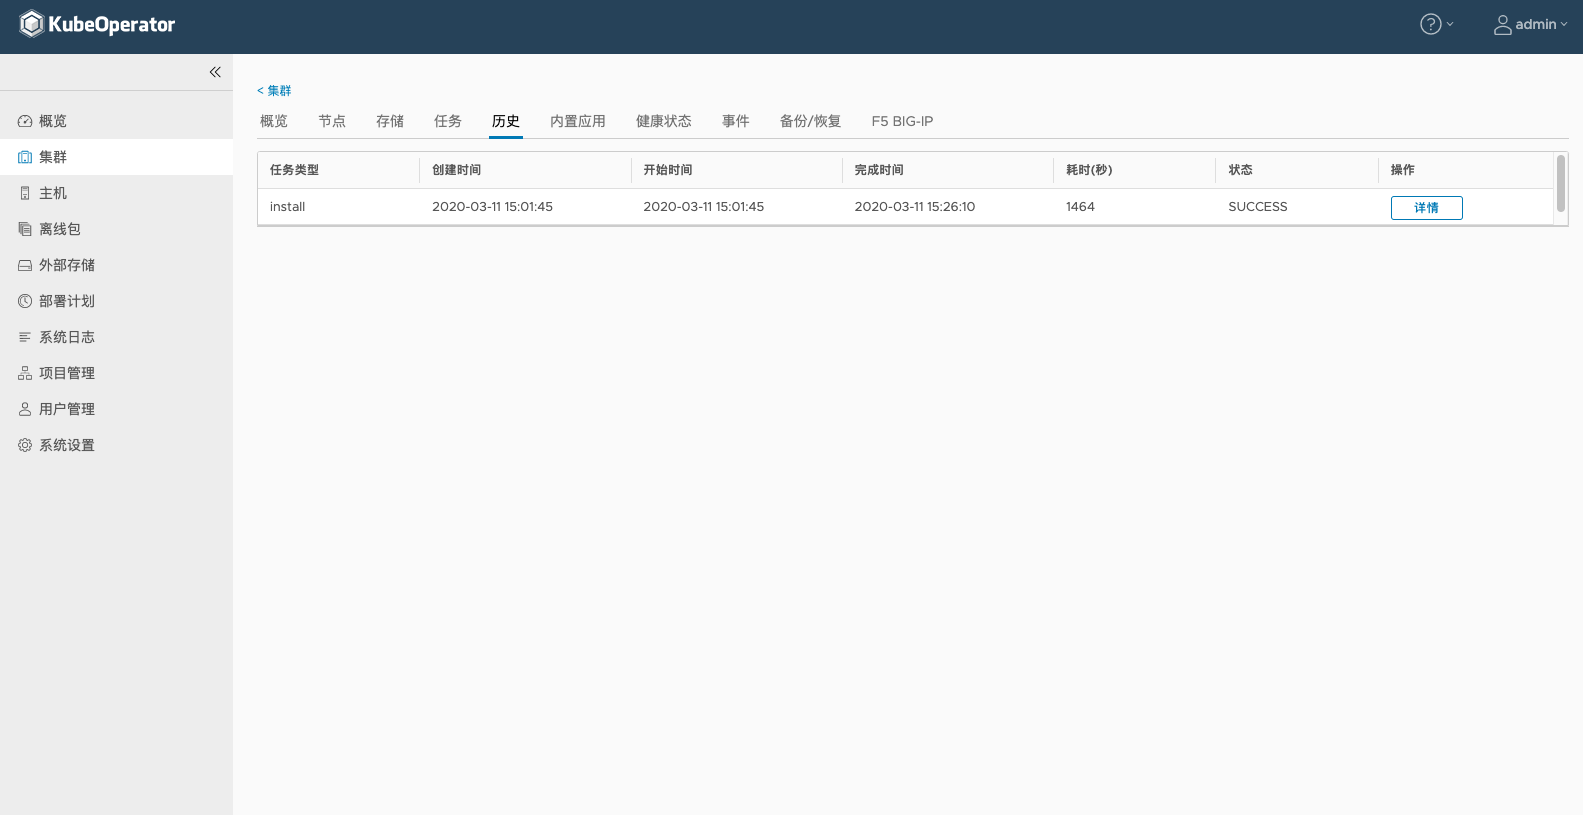 KubeOperator
? admin
概览
集群
主机
离线包
外部存储
部署计划
系统日志
项目管理
用户管理
系统设置
< 集群
概览 节点 存储 任务 历史 内置应用 健康状态 事件 备份/恢复 F5 BIG-IP
任务类型 创建时间 开始时间 完成时间 耗时(秒) 状态 操作
install 2020-03-11 15:01:45 2020-03-11 15:01:45 2020-03-11 15:26:10 1464 SUCCESS 详情